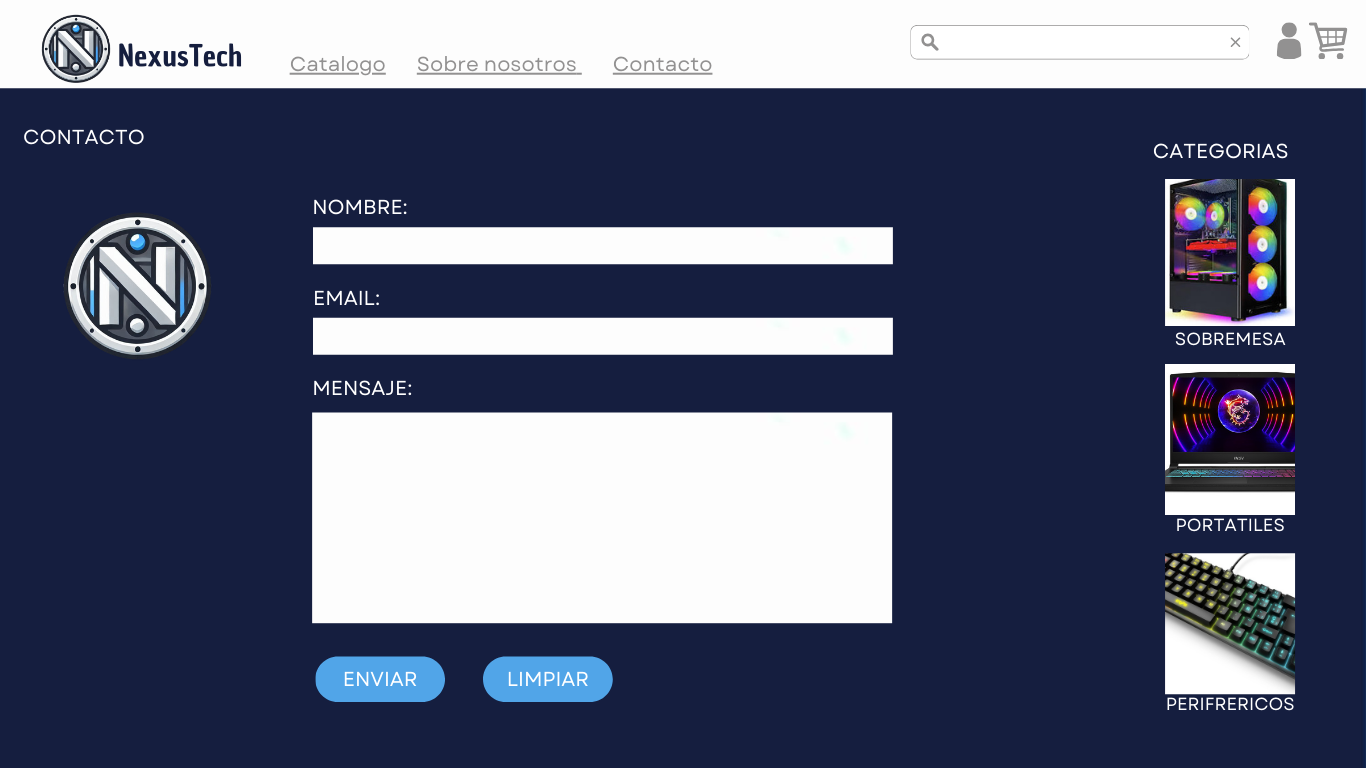 NexusTech
Catalogo
Sobre nosotros
Contacto
CONTACTO
CATEGORIAS
NOMBRE:
EMAIL:
MENSAJE:
ENVIAR
LIMPIAR
SOBREMESA
PORTATILES
PERIFRERICOS